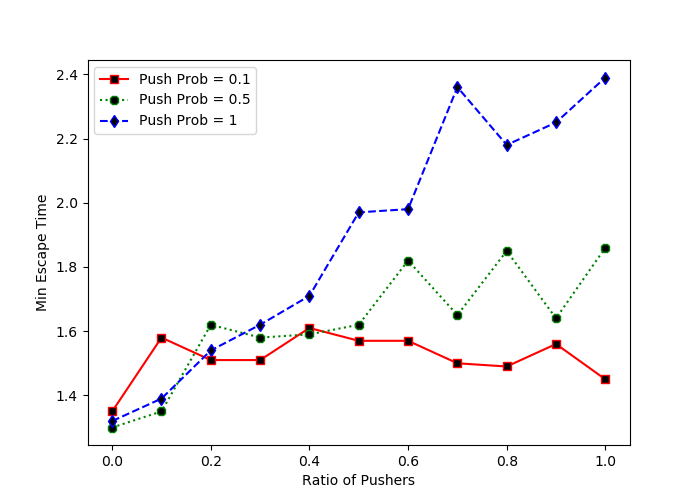 Push Prob = 0.1
Push Prob = 0.5
Push Prob = 1
2.4
2.2
2.0
1.8
1.6
1.4
Min Escape Time
0.0 0.2 0.4 0.6 0.8 1.0
Ratio of Pushers